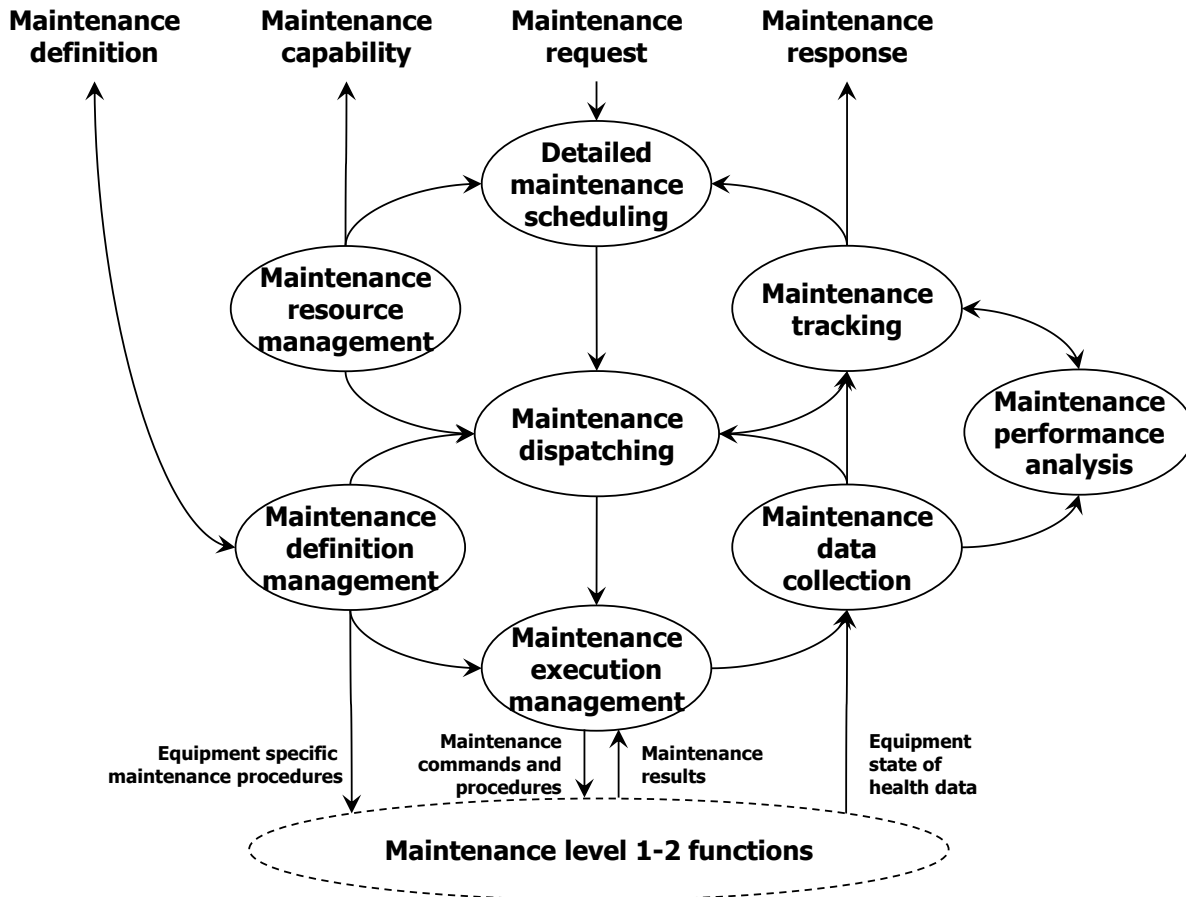 Maintenance
definition
Maintenance
capability
Maintenance
request
Maintenance
response
Detailed
maintenance
scheduling
Maintenance
resource
management
Maintenance
tracking
Maintenance
dispatching
Maintenance
performance
analysis
Maintenance
definition
management
Maintenance
data
collection
Maintenance
execution
management
Equipment specific
maintenance procedures
Maintenance
commands and
procedures
Maintenance
results
Equipment
state of
health data
Maintenance level 1-2 functions